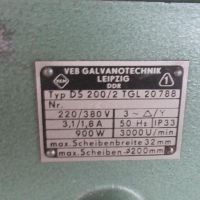 VEB GALVANOTECHNIK
LEIPZIG
DDR
Typ DS 200/2 TGL 20788
Nr.
220/380 V 3~ △/Y
3,1/1,8 A 50 Hz IP33
900 W 3000 U/min
max. Scheibenbreite 32mm
max. Scheiben-⌀200mm